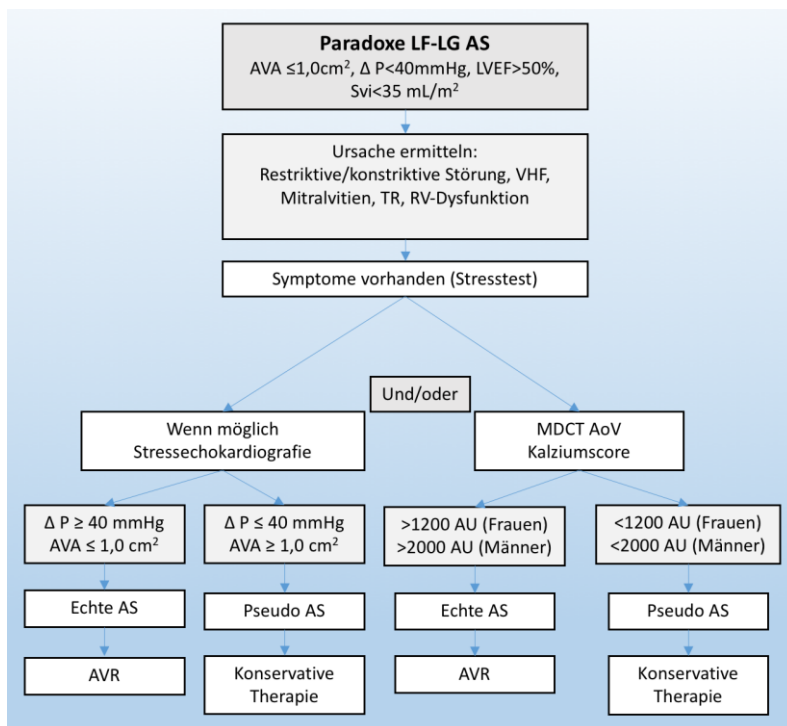 Paradoxe LF-LG AS
AVA ≤1,0cm², Δ P<40mmHg, LVEF>50%,
Svi<35 mL/m²
Ursache ermitteln:
Restriktive/konstriktive Störung, VHF,
Mitralvitien, TR, RV-Dysfunktion
Symptome vorhanden (Stresstest)
Und/oder
Wenn möglich
Stressechokardiografie
MDCT AoV
Kalziumscore
Δ P ≥ 40 mmHg
AVA ≤ 1,0 cm²
Δ P ≤ 40 mmHg
AVA ≥ 1,0 cm²
>1200 AU (Frauen)
>2000 AU (Männer)
<1200 AU (Frauen)
<2000 AU (Männer)
Echte AS
Pseudo AS
Echte AS
Pseudo AS
AVR
Konservative
Therapie
AVR
Konservative
Therapie